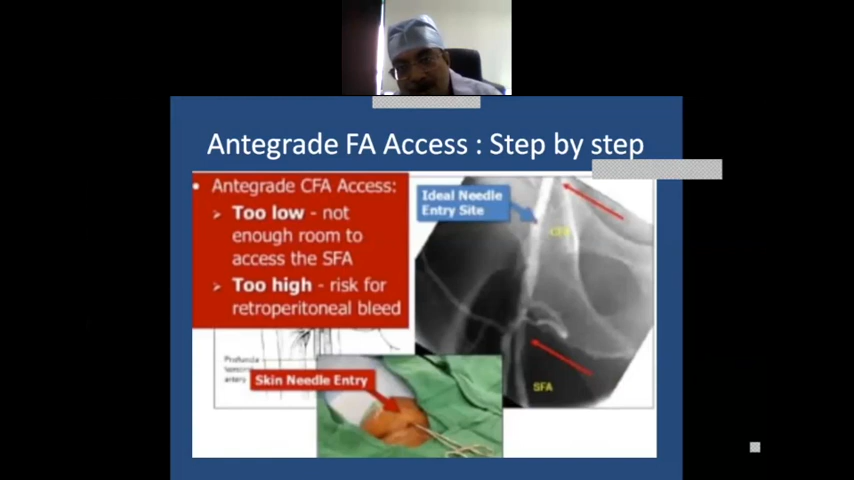 Antegrade FA Access : Step by step
• Antegrade CFA Access:
➢ Too low - not
enough room to
access the SFA
➢ Too high - risk for
retroperitoneal bleed
Ideal Needle
Entry Site
CFA
Profunda
artery
Skin Needle Entry
SFA